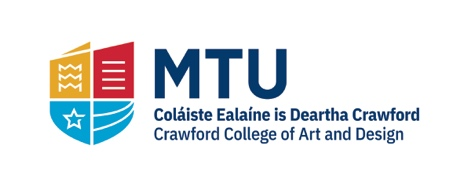 MTU
Coláiste Ealaíne is Deartha Crawford
Crawford College of Art and Design